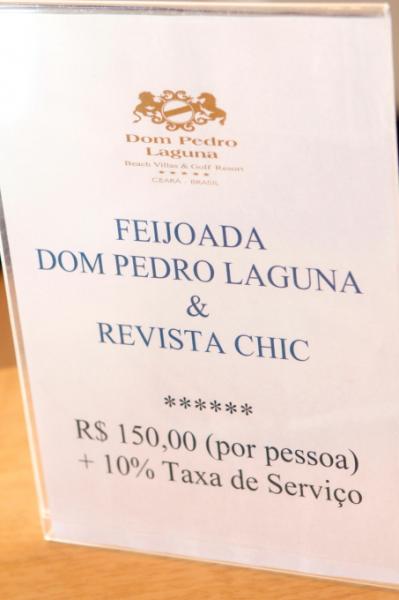 Dom Pedro
Laguna
Beach Villas & Golf Resort
★★★★★
CEARÁ - BRASIL
FEIJOADA
DOM PEDRO LAGUNA
&
REVISTA CHIC
******
R$ 150,00 (por pessoa)
+ 10% Taxa de Serviço